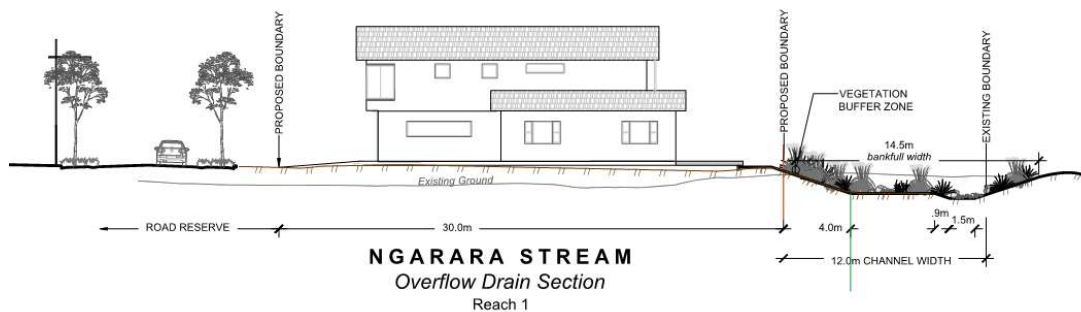 PROPOSED BOUNDARY
PROPOSED BOUNDARY
EXISTING BOUNDARY
VEGETATION
BUFFER ZONE
14.5m
bankfull width
Existing Ground
ROAD RESERVE
30.0m
4.0m
.9m
1.5m
12.0m CHANNEL WIDTH
NGARARA STREAM
Overflow Drain Section
Reach 1